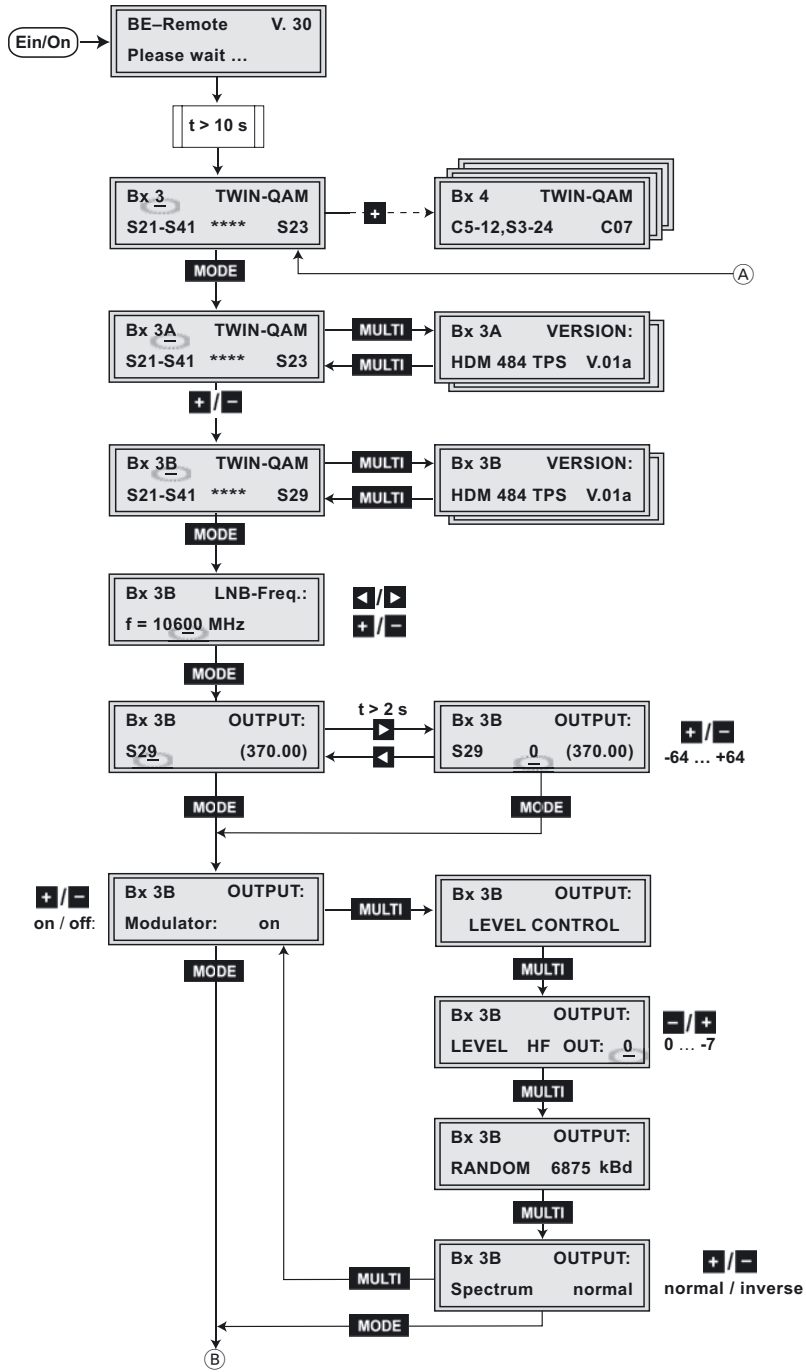 BE–Remote V. 30
Ein/On
Please wait ...
t > 10 s
Bx 3 TWIN-QAM
S21-S41 **** S23
+
Bx 4 TWIN-QAM
C5-12,S3-24 C07
MODE
A
Bx 3A TWIN-QAM
S21-S41 **** S23
MULTI
MULTI
Bx 3A VERSION:
HDM 484 TPS V.01a
+ / −
Bx 3B TWIN-QAM
S21-S41 **** S29
MULTI
MULTI
Bx 3B VERSION:
HDM 484 TPS V.01a
MODE
Bx 3B LNB-Freq.:
f = 10600 MHz
◄ / ►
+ / −
MODE
Bx 3B OUTPUT:
S29 (370.00)
t > 2 s
►
◄
Bx 3B OUTPUT:
S29 0 (370.00)
+ / −
-64 ... +64
MODE
MODE
+ / −
on / off:
Bx 3B OUTPUT:
Modulator: on
MULTI
Bx 3B OUTPUT:
LEVEL CONTROL
MODE
MULTI
Bx 3B OUTPUT:
LEVEL HF OUT: 0
− / +
0 ... -7
MULTI
Bx 3B OUTPUT:
RANDOM 6875 kBd
MULTI
Bx 3B OUTPUT:
Spectrum normal
+ / −
normal / inverse
MULTI
MODE
B